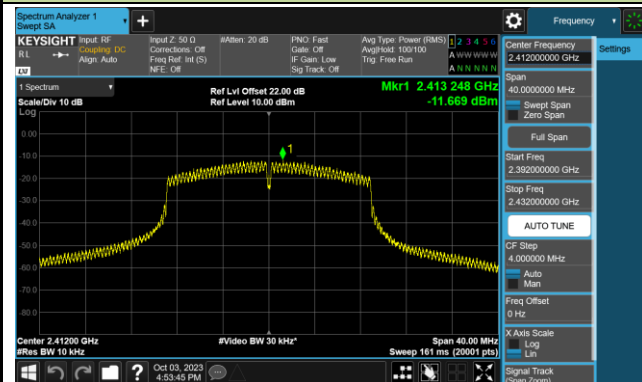 Spectrum Analyzer 1
Swept SA
+
Frequency
KEYSIGHT
RL
LXI
Input: RF
Coupling: DC
Align: Auto
Input Z: 50 Ω
Corrections: Off
Freq Ref: Int (S)
NFE: Off
#Atten: 20 dB
PNO: Fast
Gate: Off
IF Gain: Low
Sig Track: Off
Avg Type: Power (RMS)
Avg|Hold: 100/100
Trig: Free Run
1 2 3 4 5 6
A W W W W W
A N N N N N
1 Spectrum
Scale/Div 10 dB
Log
Ref Lvl Offset 22.00 dB
Ref Level 10.00 dBm
Mkr1 2.413 248 GHz
-11.669 dBm
0.00
-10.0
-20.0
-30.0
-40.0
-50.0
-60.0
-70.0
-80.0
1
Center 2.41200 GHz
#Res BW 10 kHz
#Video BW 30 kHz*
Span 40.00 MHz
Sweep 161 ms (20001 pts)
Oct 03, 2023
4:53:45 PM
?
Center Frequency
2.412000000 GHz
Settings
Span
40.0000000 MHz
Swept Span
Zero Span
Full Span
Start Freq
2.392000000 GHz
Stop Freq
2.432000000 GHz
AUTO TUNE
CF Step
4.000000 MHz
Auto
Man
Freq Offset
0 Hz
X Axis Scale
Log
Lin
Signal Track
(Span Zoom)